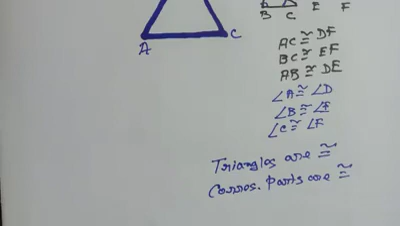 B C E F
A C
AC ≅ DF
BC ≅ EF
AB ≅ DE
∠A ≅ ∠D
∠B ≅ ∠E
∠C ≅ ∠F
Triangles are ≅
Corres. Parts are ≅